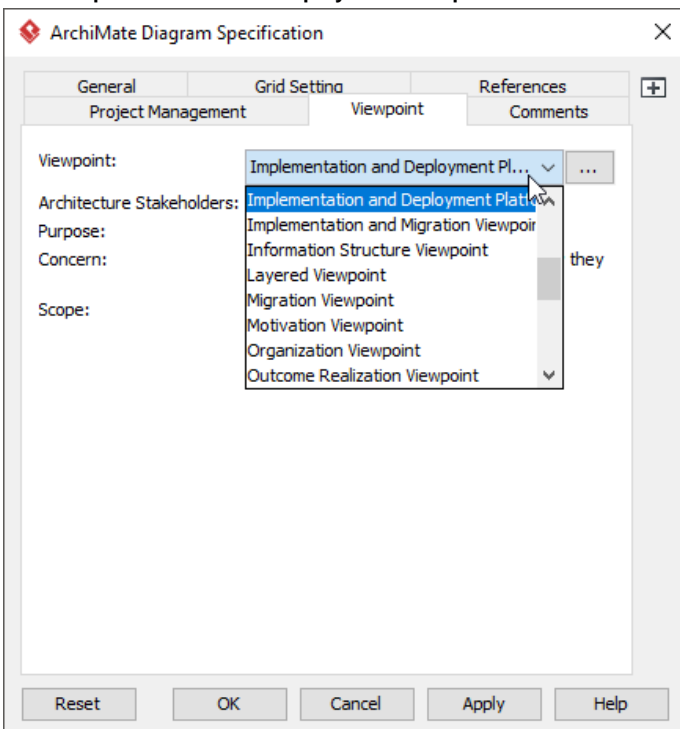 ArchiMate Diagram Specification
General Grid Setting References
Project Management Viewpoint Comments
Viewpoint: Implementation and Deployment Pl... ...
Architecture Stakeholders: Implementation and Deployment Platf
Purpose: Implementation and Migration Viewpoin
Concern: Information Structure Viewpoint they
Layered Viewpoint
Scope: Migration Viewpoint
Motivation Viewpoint
Organization Viewpoint
Outcome Realization Viewpoint
Reset OK Cancel Apply Help